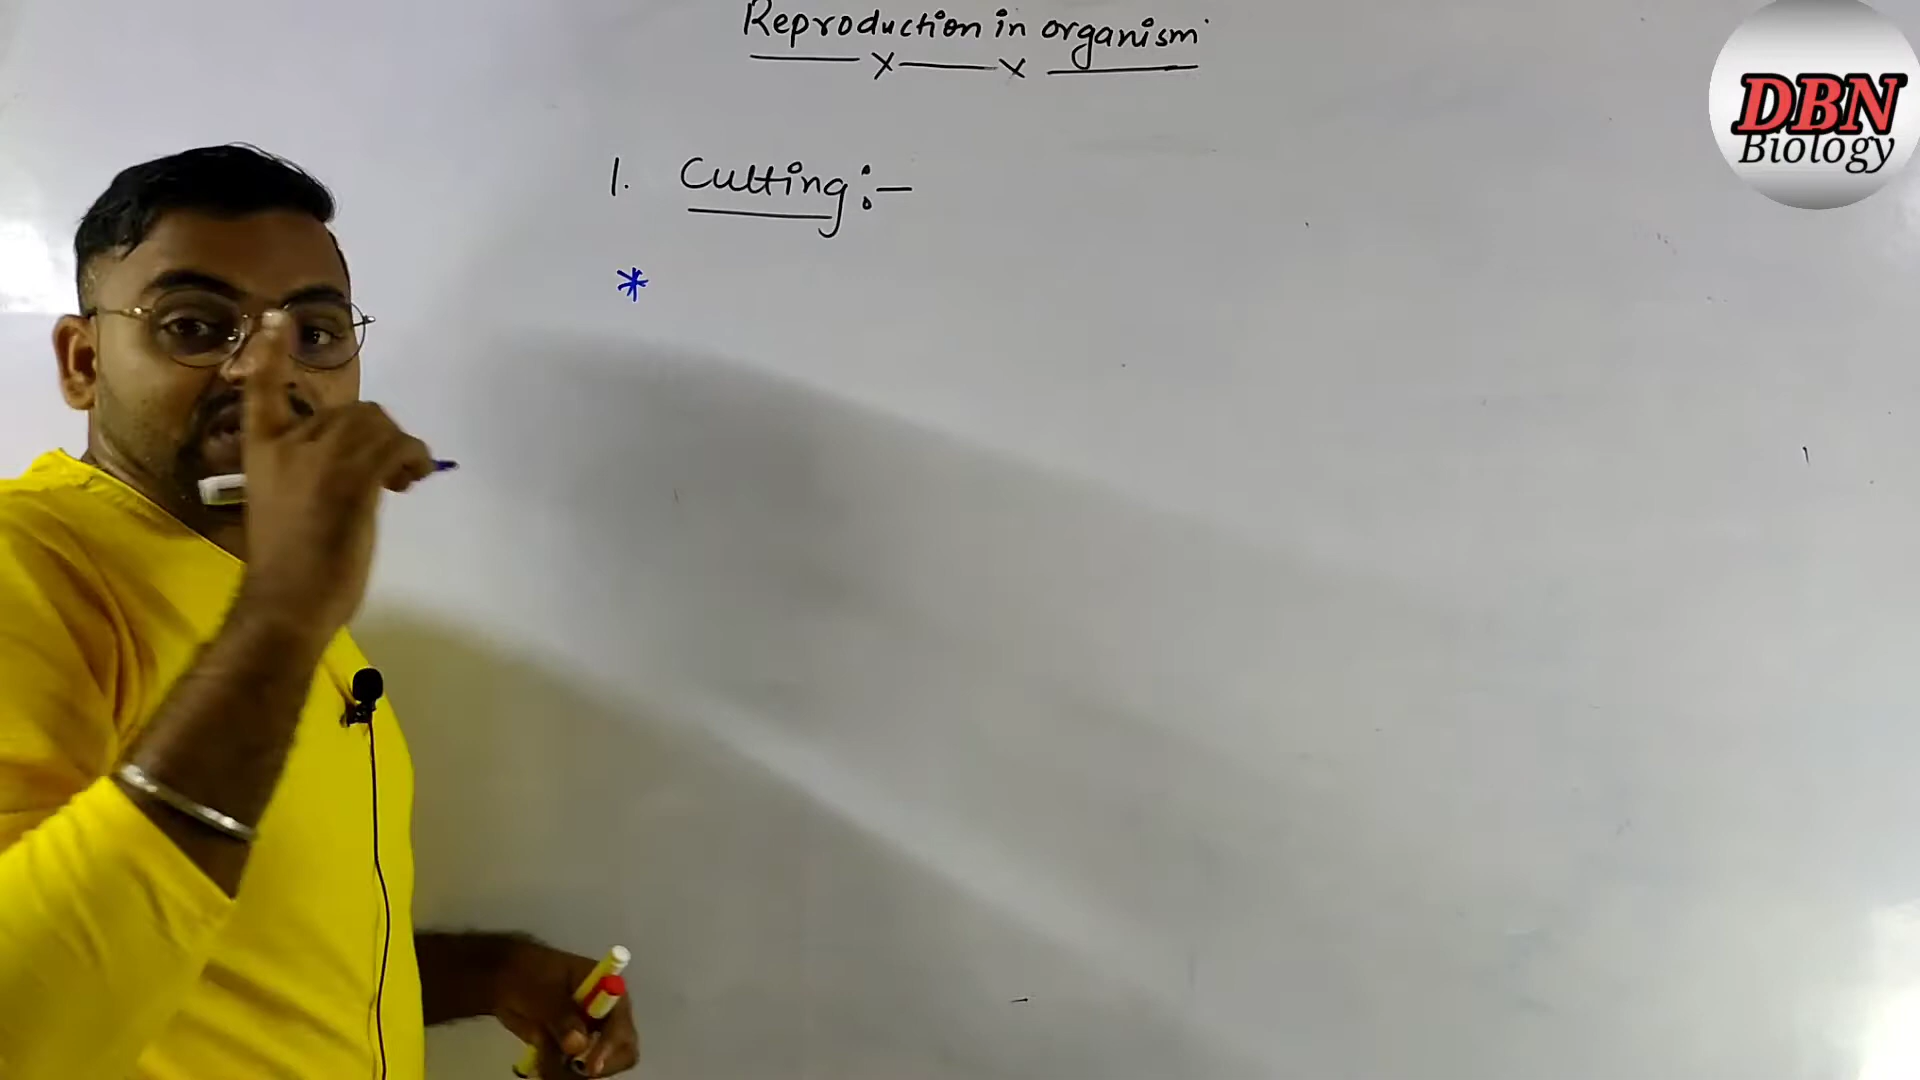 Reproduction in organism
x x
DBN
Biology
1. Cutting :-
*